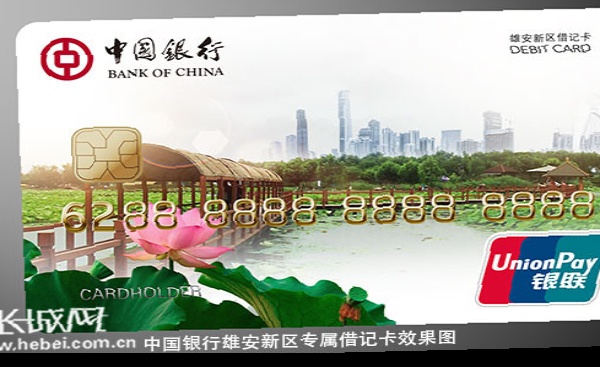 中国银行
BANK OF CHINA
雄安新区借记卡
DEBIT CARD
6288 8888 8888 8888
CARDHOLDER
UnionPay
银联
长城网
www.hebei.com.cn 中国银行雄安新区专属借记卡效果图